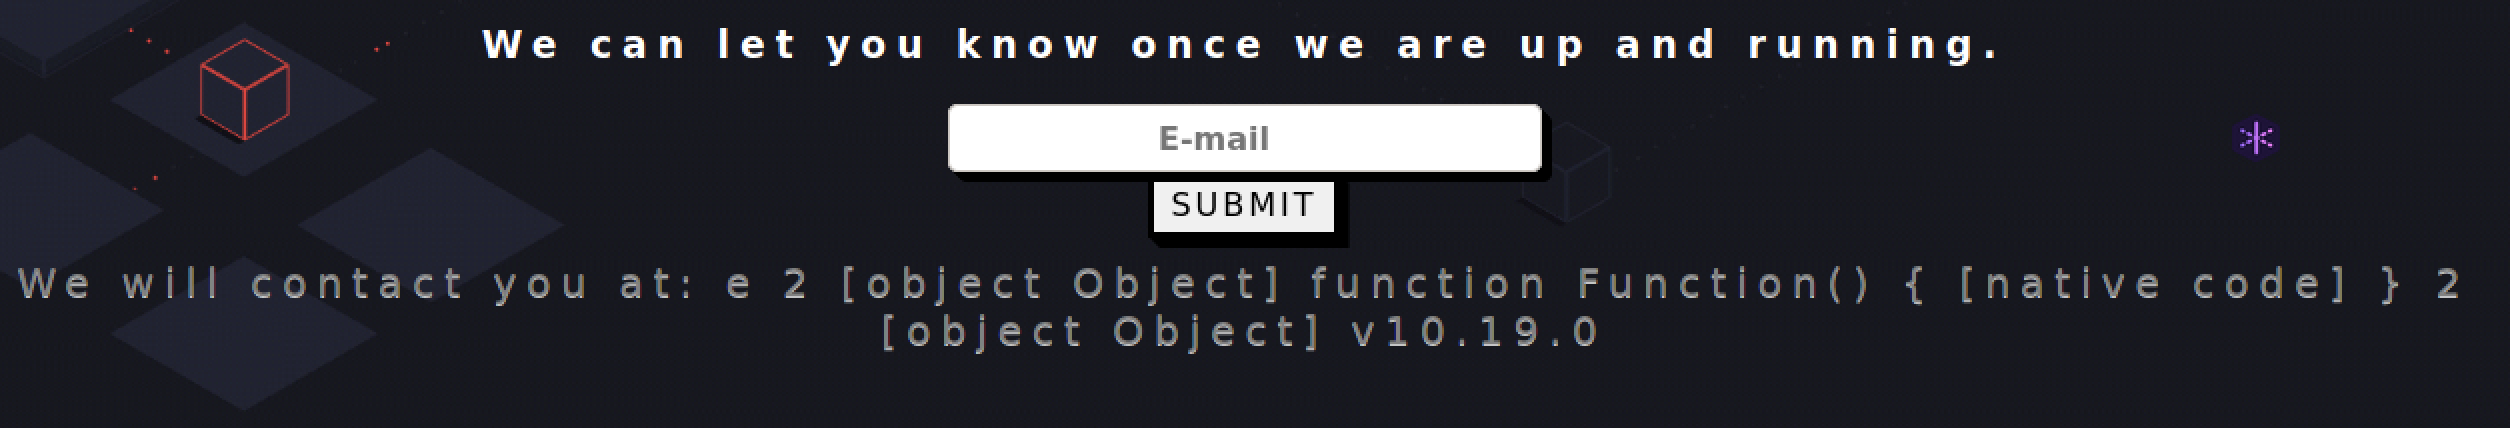 We can let you know once we are up and running.
E-mail
SUBMIT
We will contact you at: e 2 [object Object] function Function() { [native code] } 2
[object Object] v10.19.0